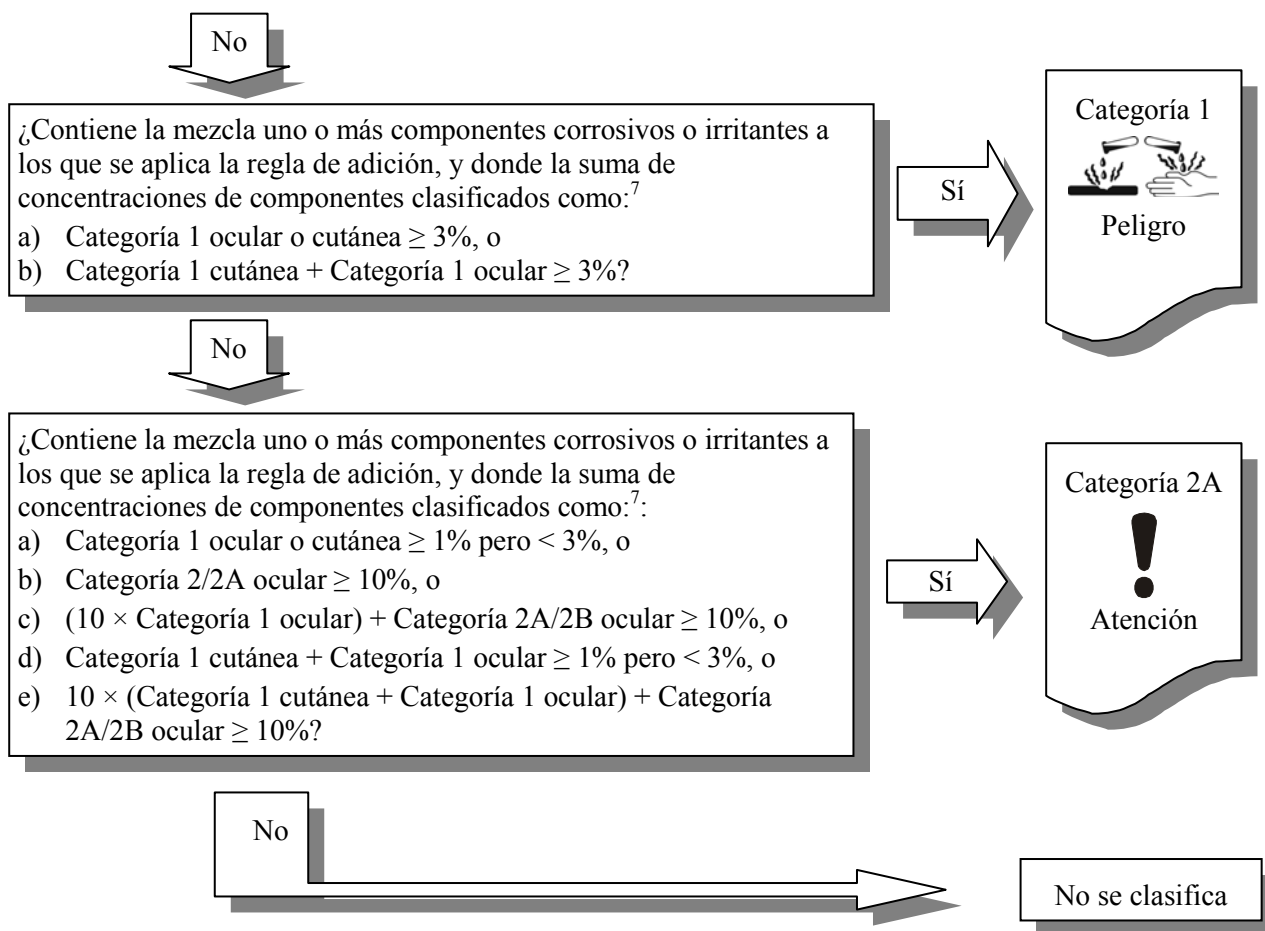 No
¿Contiene la mezcla uno o más componentes corrosivos o irritantes a
los que se aplica la regla de adición, y donde la suma de
concentraciones de componentes clasificados como:7
a) Categoría 1 ocular o cutánea ≥ 3%, o
b) Categoría 1 cutánea + Categoría 1 ocular ≥ 3%?
Sí
Categoría 1
Peligro
No
¿Contiene la mezcla uno o más componentes corrosivos o irritantes a
los que se aplica la regla de adición, y donde la suma de
concentraciones de componentes clasificados como:7:
a) Categoría 1 ocular o cutánea ≥ 1% pero < 3%, o
b) Categoría 2/2A ocular ≥ 10%, o
c) (10 × Categoría 1 ocular) + Categoría 2A/2B ocular ≥ 10%, o
d) Categoría 1 cutánea + Categoría 1 ocular ≥ 1% pero < 3%, o
e) 10 × (Categoría 1 cutánea + Categoría 1 ocular) + Categoría
2A/2B ocular ≥ 10%?
Sí
Categoría 2A
Atención
No
No se clasifica